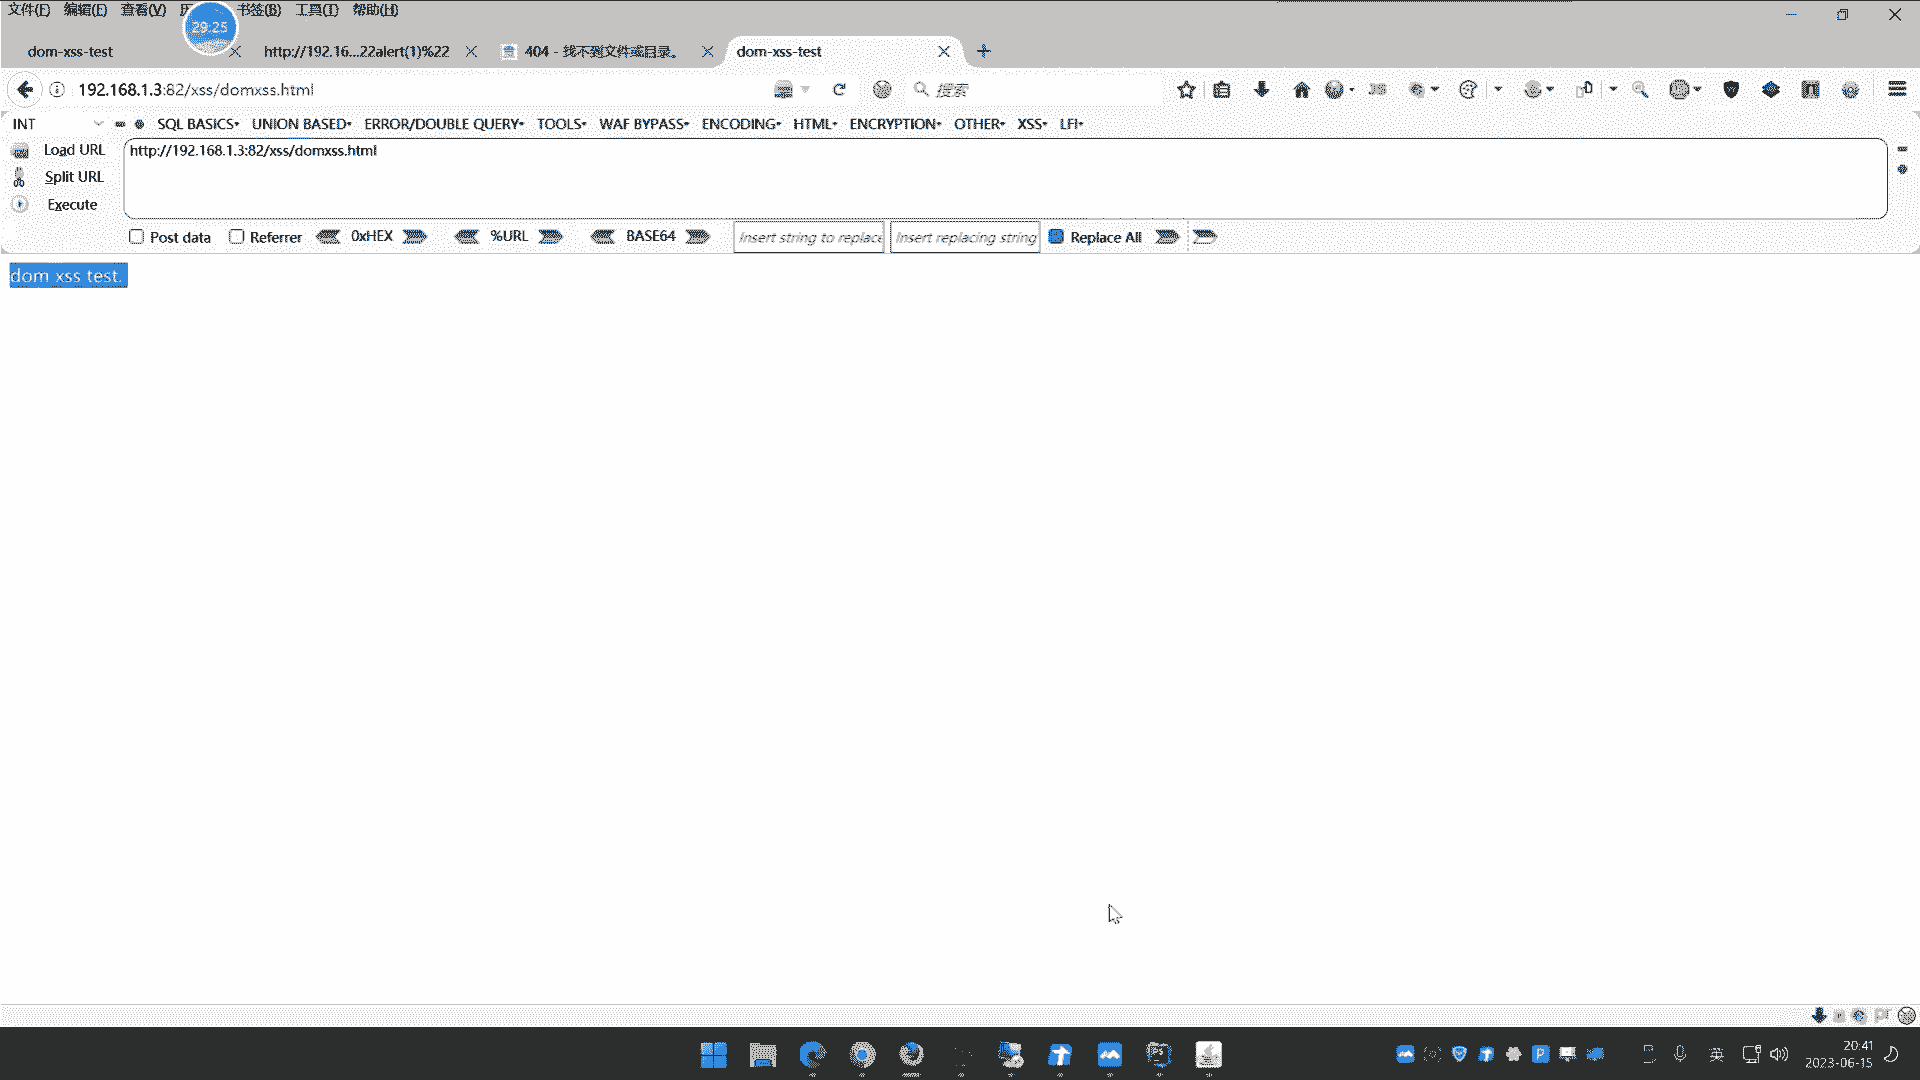 文件(F) 编辑(E) 查看(V) 历 书签(B) 工具(T) 帮助(H)
29:25
dom-xss-test http://192.16...22alert(1)%22 404 - 找不到文件或目录。 dom-xss-test
192.168.1.3:82/xss/domxss.html 搜索
INT SQL BASICS UNION BASED ERROR/DOUBLE QUERY TOOLS WAF BYPASS ENCODING HTML ENCRYPTION OTHER XSS LFI
Load URL http://192.168.1.3:82/xss/domxss.html
Split URL
Execute
Post data Referrer 0xHEX %URL BASE64 Insert string to replace Insert replacing string Replace All
dom xss test.
英 20:41
2023-06-15